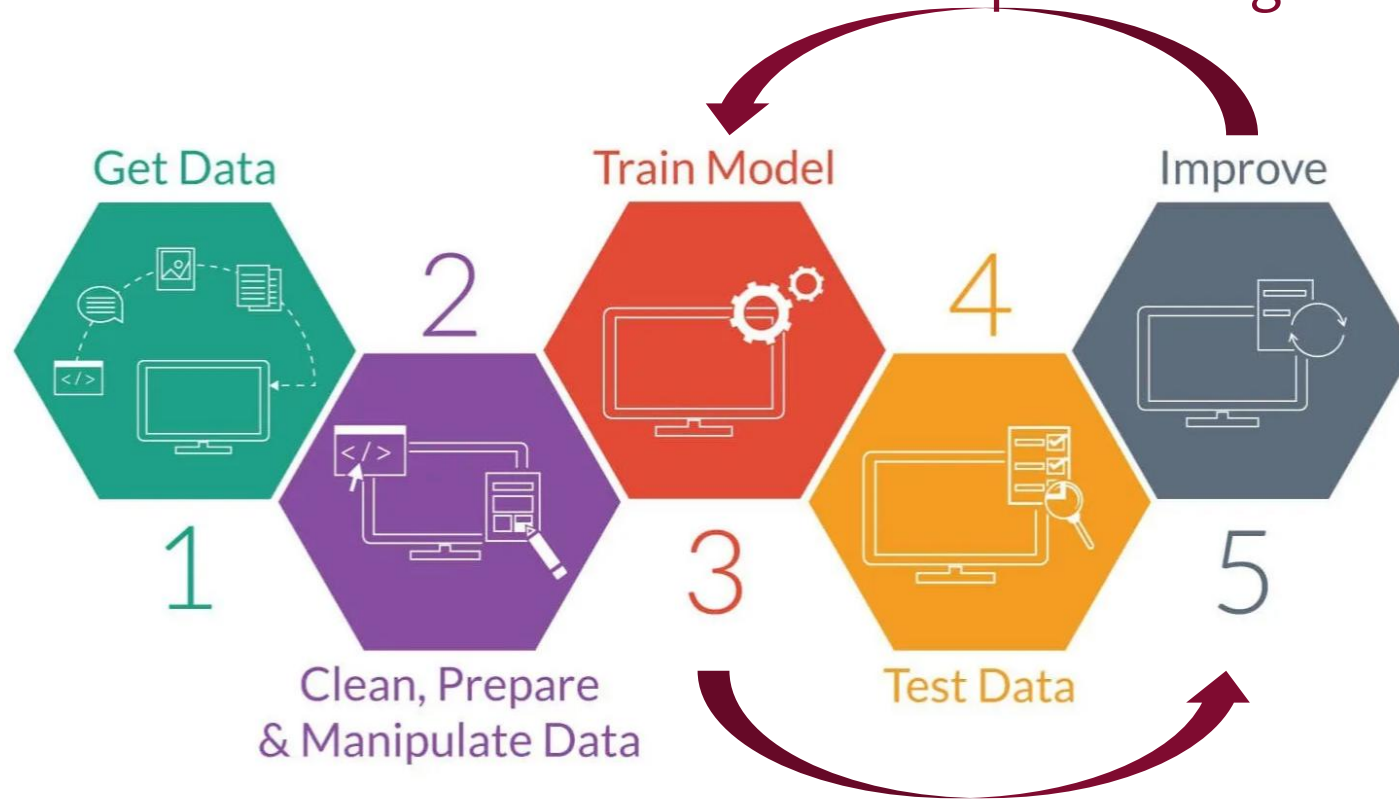 Get Data
1
2
Clean, Prepare
& Manipulate Data
Train Model
3
4
Test Data
Improve
5
</>
</>